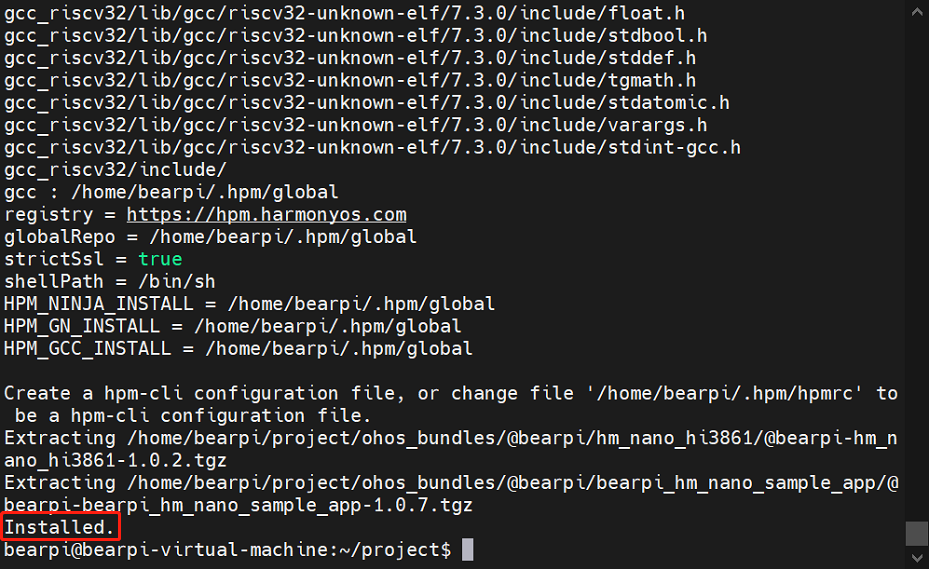 gcc_riscv32/lib/gcc/riscv32-unknown-elf/7.3.0/include/float.h
gcc_riscv32/lib/gcc/riscv32-unknown-elf/7.3.0/include/stdbool.h
gcc_riscv32/lib/gcc/riscv32-unknown-elf/7.3.0/include/stddef.h
gcc_riscv32/lib/gcc/riscv32-unknown-elf/7.3.0/include/tgmath.h
gcc_riscv32/lib/gcc/riscv32-unknown-elf/7.3.0/include/stdatomic.h
gcc_riscv32/lib/gcc/riscv32-unknown-elf/7.3.0/include/varargs.h
gcc_riscv32/lib/gcc/riscv32-unknown-elf/7.3.0/include/stdint-gcc.h
gcc_riscv32/include/
gcc : /home/bearpi/.hpm/global
registry = https://hpm.harmonyos.com
globalRepo = /home/bearpi/.hpm/global
strictSsl = true
shellPath = /bin/sh
HPM_NINJA_INSTALL = /home/bearpi/.hpm/global
HPM_GN_INSTALL = /home/bearpi/.hpm/global
HPM_GCC_INSTALL = /home/bearpi/.hpm/global
Create a hpm-cli configuration file, or change file '/home/bearpi/.hpm/hpmrc' to
be a hpm-cli configuration file.
Extracting /home/bearpi/project/ohos_bundles/@bearpi/hm_nano_hi3861/@bearpi-hm_n
ano_hi3861-1.0.2.tgz
Extracting /home/bearpi/project/ohos_bundles/@bearpi/bearpi_hm_nano_sample_app/@
bearpi-bearpi_hm_nano_sample_app-1.0.7.tgz
Installed.
bearpi@bearpi-virtual-machine:~/project$